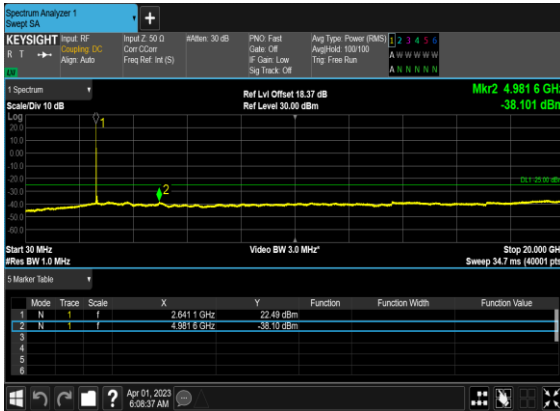 Spectrum Analyzer 1
Swept SA
+
KEYSIGHT Input: RF Input Z: 50 Ω #Atten: 30 dB PNO: Fast Avg Type: Power (RMS) 1 2 3 4 5 6
R T Coupling: DC Corr CCorr Gate: Off Avg|Hold: 100/100 A W W W W W
Align: Auto Freq Ref: Int (S) IF Gain: Low Trig: Free Run
Sig Track: Off A N N N N N
1 Spectrum Ref Lvl Offset 18.37 dB Mkr2 4.981 6 GHz
Scale/Div 10 dB Ref Level 30.00 dBm -38.101 dBm
Log
20.0
10.0
0.00
-10.0
-20.0
-30.0
-40.0
-50.0
-60.0
1
2
DL1 -25.00 dBm
Start 30 MHz Video BW 3.0 MHz* Stop 20.000 GHz
#Res BW 1.0 MHz Sweep 34.7 ms (40001 pts)
5 Marker Table
Mode Trace Scale X Y Function Function Width Function Value
1 N 1 f 2.641 1 GHz 22.49 dBm
2 N 1 f 4.981 6 GHz -38.10 dBm
3
4
5
6
? Apr 01, 2023
6:08:37 AM